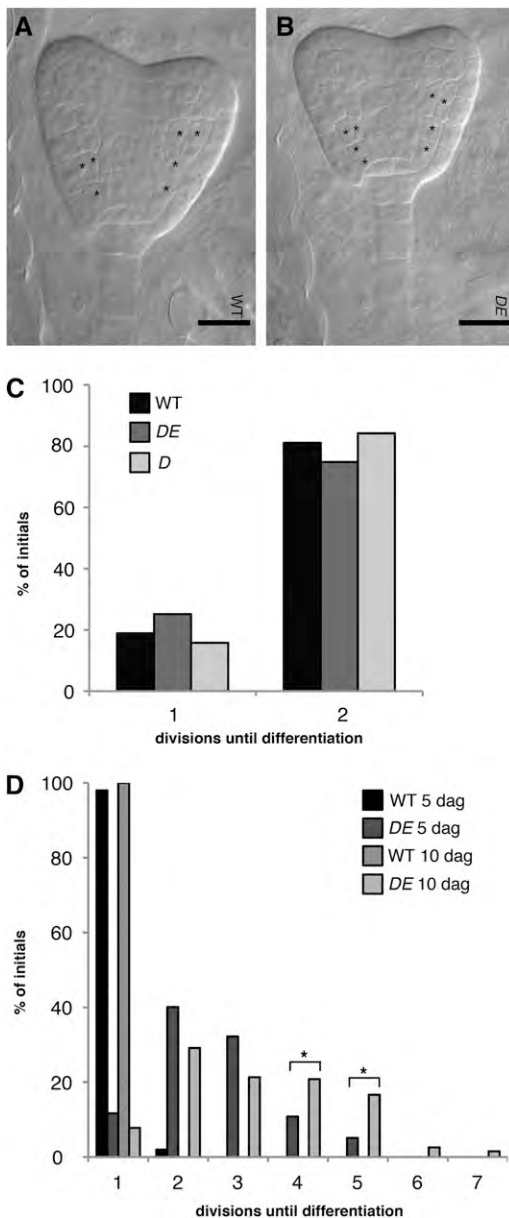 A
WT
B
DE
* * * * * *
* * * * * * *
C
WT
DE
D
% of initials
100
80
60
40
20
0
1 2
divisions until differentiation
D
WT 5 dag
DE 5 dag
WT 10 dag
DE 10 dag
% of initials
100
80
60
40
20
0
* *
1 2 3 4 5 6 7
divisions until differentiation